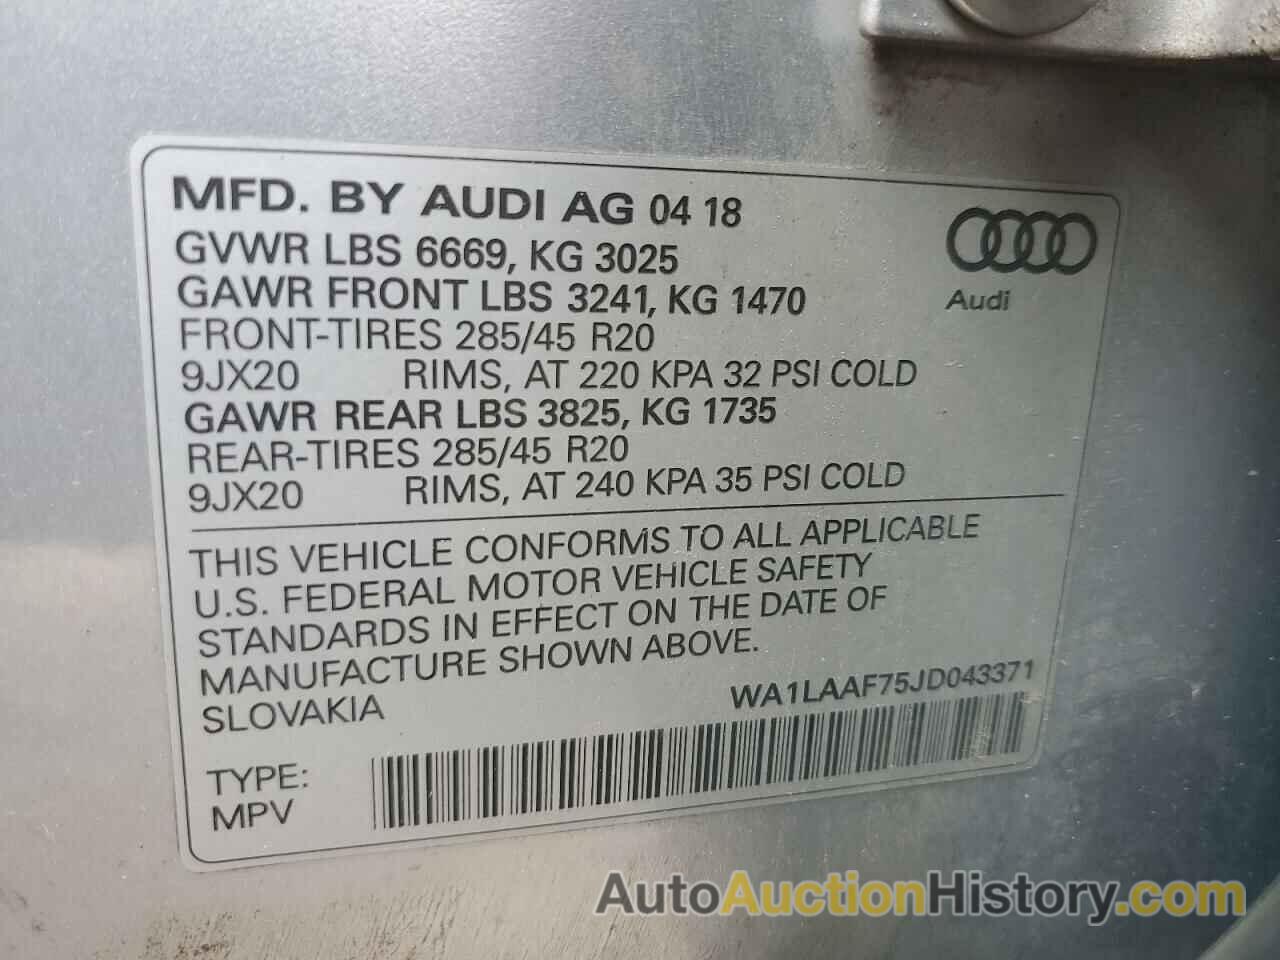 MFD. BY AUDI AG 04 18
GVWR LBS 6669, KG 3025
GAWR FRONT LBS 3241, KG 1470
Audi
FRONT-TIRES 285/45 R20
9JX20 RIMS, AT 220 KPA 32 PSI COLD
GAWR REAR LBS 3825, KG 1735
REAR-TIRES 285/45 R20
9JX20 RIMS, AT 240 KPA 35 PSI COLD
THIS VEHICLE CONFORMS TO ALL APPLICABLE
U.S. FEDERAL MOTOR VEHICLE SAFETY
STANDARDS IN EFFECT ON THE DATE OF
MANUFACTURE SHOWN ABOVE.
SLOVAKIA WA1LAAF75JD043371
TYPE:
MPV
AutoAuctionHistory.com